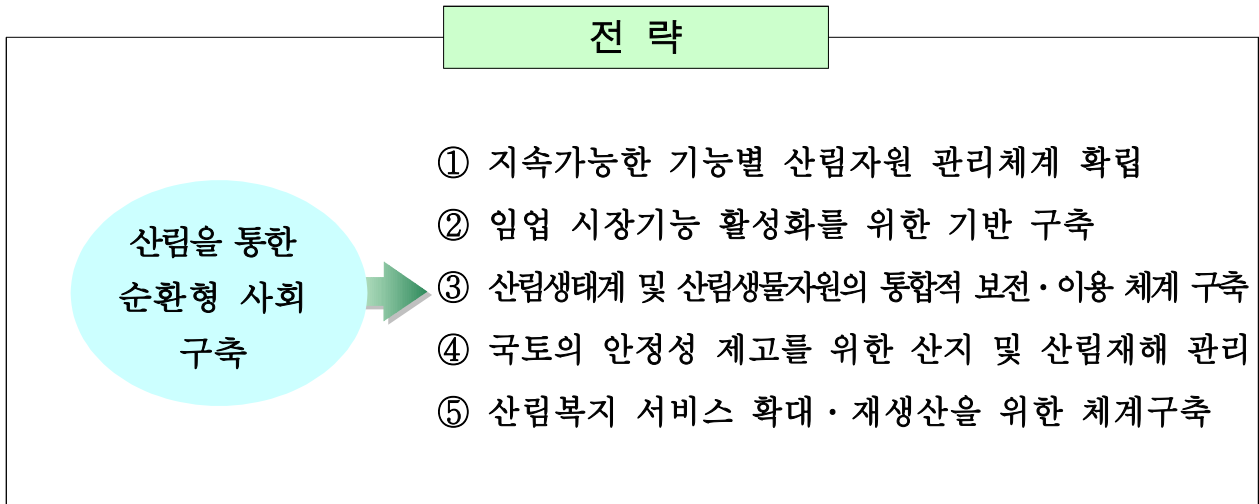 전 략
산림을 통한
순환형 사회
구축
① 지속가능한 기능별 산림자원 관리체계 확립
② 임업 시장기능 활성화를 위한 기반 구축
③ 산림생태계 및 산림생물자원의 통합적 보전·이용 체계 구축
④ 국토의 안정성 제고를 위한 산지 및 산림재해 관리
⑤ 산림복지 서비스 확대·재생산을 위한 체계구축